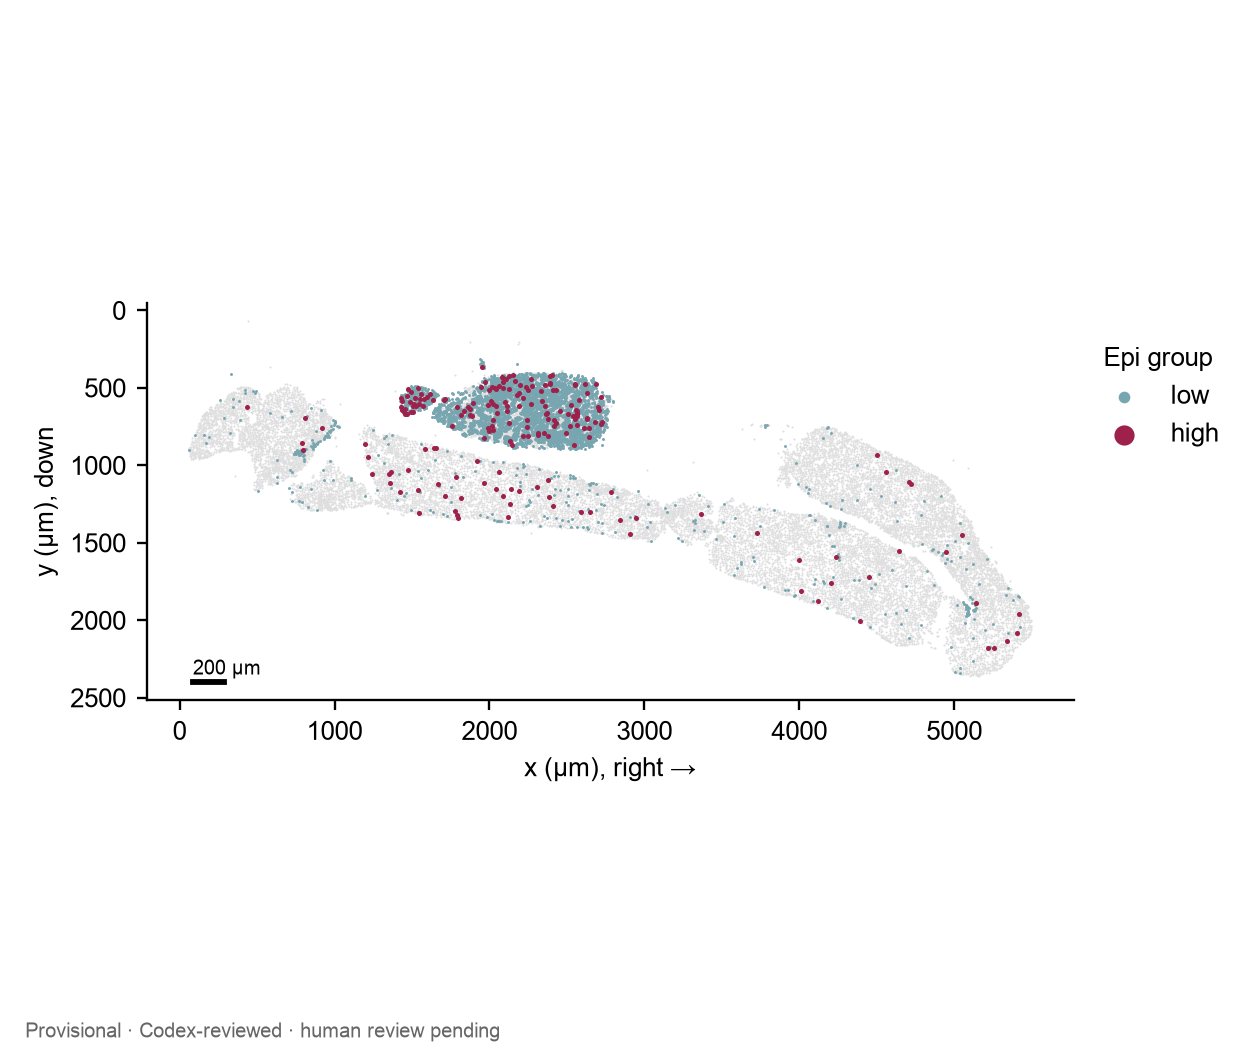 0
500
1000
1500
2000
2500
y (µm), down
200 µm
0
1000
2000
3000
4000
5000
x (µm), right →
Epi group
low
high
Provisional · Codex-reviewed · human review pending